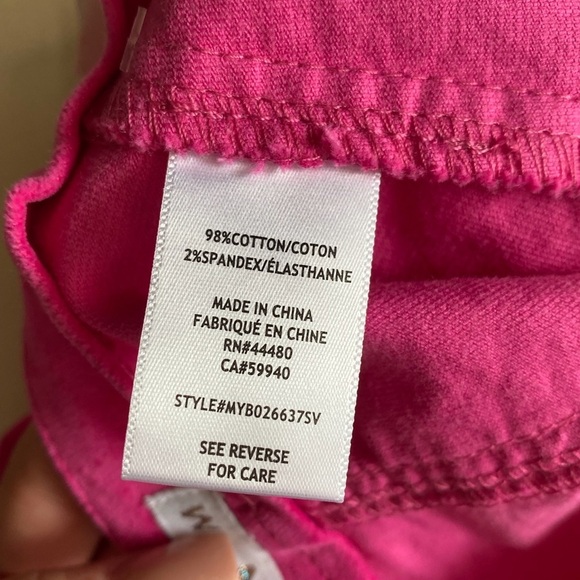 98%COTTON/COTON
2%SPANDEX/ÉLASTHANNE
MADE IN CHINA
FABRIQUÉ EN CHINE
RN#44480
CA#59940
STYLE#MYB026637SV
SEE REVERSE
FOR CARE